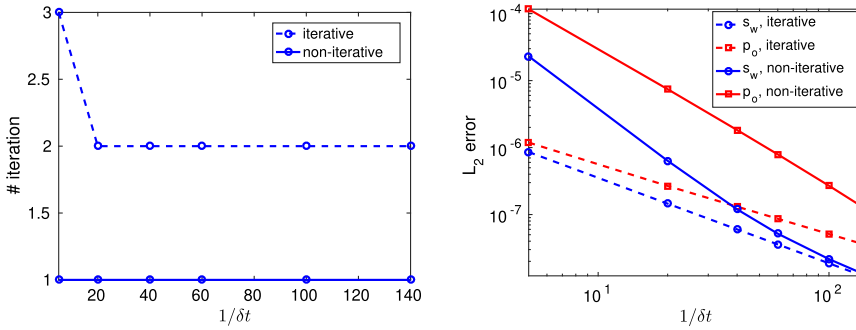 3
2.5
2
1.5
1
# iteration
20 40 60 80 100 120 140
1/δt
iterative
non-iterative
10^-4
10^-5
10^-6
10^-7
L_2 error
10^1 10^2
1/δt
s_w, iterative
p_o, iterative
s_w, non-iterative
p_o, non-iterative